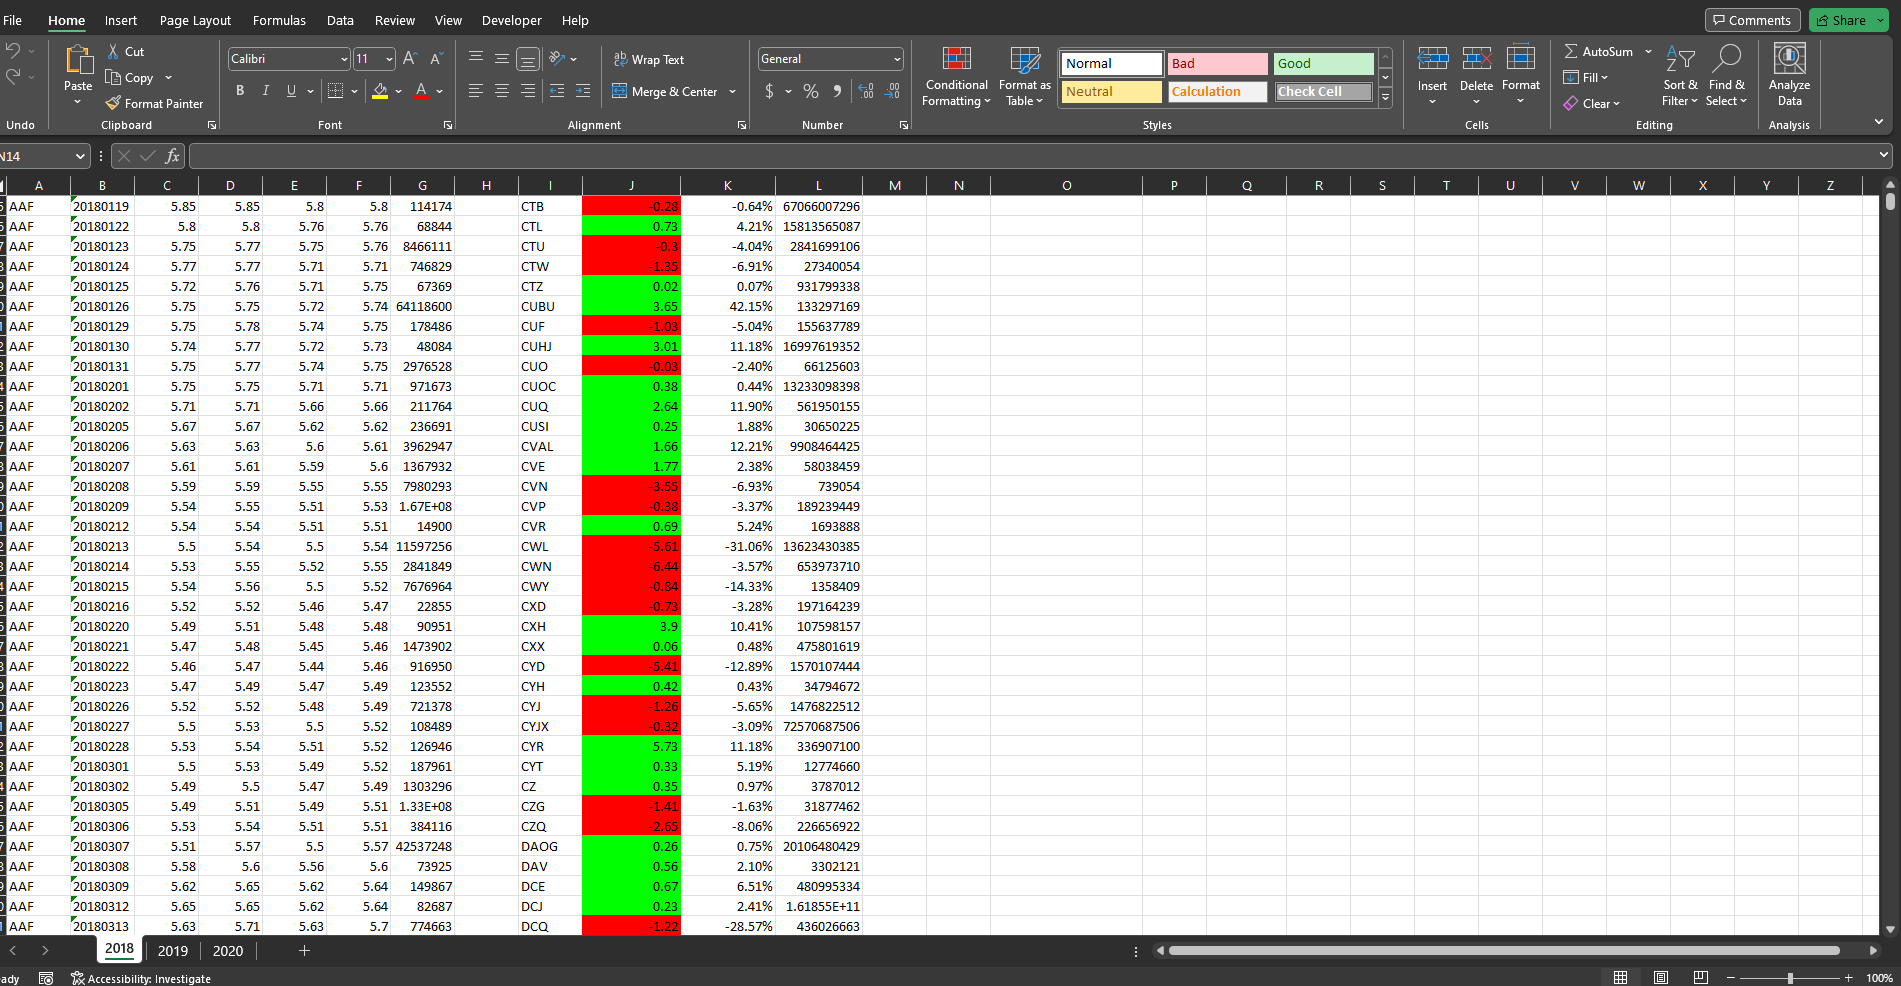 File Home Insert Page Layout Formulas Data Review View Developer Help Comments Share
Cut
Copy
Format Painter
Paste
Undo Clipboard
Calibri 11
B I U
Font
Wrap Text
Merge & Center
Alignment
General
$ % 9
Number
Conditional Formatting
Format as Table
Normal Bad Good
Neutral Calculation Check Cell
Styles
Insert Delete Format
Cells
AutoSum
Fill
Clear
Sort & Filter
Find & Select
Editing
Analyze Data
Analysis
N14 fx
A B C D E F G H I J K L M N O P Q R S T U V W X Y Z
AAF 20180119 5.85 5.85 5.8 5.8 114174 CTB -0.28 -0.64% 67066007296
AAF 20180122 5.8 5.8 5.76 5.76 68844 CTL 0.73 4.21% 15813565087
AAF 20180123 5.75 5.77 5.75 5.76 8466111 CTU -0.3 -4.04% 2841699106
AAF 20180124 5.77 5.77 5.71 5.71 746829 CTW -1.35 -6.91% 27340054
AAF 20180125 5.72 5.76 5.71 5.75 67369 CTZ 0.02 0.07% 931799338
AAF 20180126 5.75 5.75 5.72 5.74 64118600 CUBU 3.65 42.15% 133297169
AAF 20180129 5.75 5.78 5.74 5.75 178486 CUF -1.03 -5.04% 155637789
AAF 20180130 5.74 5.77 5.72 5.73 48084 CUHJ 3.01 11.18% 16997619352
AAF 20180131 5.75 5.77 5.74 5.75 2976528 CUO -0.03 -2.40% 66125603
AAF 20180201 5.75 5.75 5.71 5.71 971673 CUOC 0.38 0.44% 13233098398
AAF 20180202 5.71 5.71 5.66 5.66 211764 CUQ 2.64 11.90% 561950155
AAF 20180205 5.67 5.67 5.62 5.62 236691 CUSI 0.25 1.88% 30650225
AAF 20180206 5.63 5.63 5.6 5.61 3962947 CVAL 1.66 12.21% 9908464425
AAF 20180207 5.61 5.61 5.59 5.6 1367932 CVE 1.77 2.38% 58038459
AAF 20180208 5.59 5.59 5.55 5.55 7980293 CVN -3.55 -6.93% 739054
AAF 20180209 5.54 5.55 5.51 5.53 1.67E+08 CVP -0.38 -3.37% 189239449
AAF 20180212 5.54 5.54 5.51 5.51 14900 CVR 0.69 5.24% 1693888
AAF 20180213 5.5 5.54 5.5 5.54 11597256 CWL -5.61 -31.06% 13623430385
AAF 20180214 5.53 5.55 5.52 5.55 2841849 CWN -6.44 -3.57% 653973710
AAF 20180215 5.54 5.56 5.5 5.52 7676964 CWY -0.84 -14.33% 1358409
AAF 20180216 5.52 5.52 5.46 5.47 22855 CXD -0.73 -3.28% 197164239
AAF 20180220 5.49 5.51 5.48 5.48 90951 CXH 3.9 10.41% 107598157
AAF 20180221 5.47 5.48 5.45 5.46 1473902 CXX 0.06 0.48% 475801619
AAF 20180222 5.46 5.47 5.44 5.46 916950 CYD -5.41 -12.89% 1570107444
AAF 20180223 5.47 5.49 5.47 5.49 123552 CYH 0.42 0.43% 34794672
AAF 20180226 5.52 5.52 5.48 5.49 721378 CYJ -1.26 -5.65% 1476822512
AAF 20180227 5.5 5.53 5.5 5.52 108489 CYJX -0.32 -3.09% 72570687506
AAF 20180228 5.53 5.54 5.51 5.52 126946 CYR 5.73 11.18% 336907100
AAF 20180301 5.5 5.53 5.49 5.52 187961 CYT 0.33 5.19% 12774660
AAF 20180302 5.49 5.5 5.47 5.49 1303296 CZ 0.35 0.97% 3787012
AAF 20180305 5.49 5.51 5.49 5.51 1.33E+08 CZG -1.41 -1.63% 31877462
AAF 20180306 5.53 5.54 5.51 5.51 384116 CZQ -2.65 -8.06% 226656922
AAF 20180307 5.51 5.57 5.5 5.57 42537248 DAOG 0.26 0.75% 20106480429
AAF 20180308 5.58 5.6 5.56 5.6 73925 DAV 0.56 2.10% 3302121
AAF 20180309 5.62 5.65 5.62 5.64 149867 DCE 0.67 6.51% 480995334
AAF 20180312 5.65 5.65 5.62 5.64 82687 DCJ 0.23 2.41% 1.61855E+11
AAF 20180313 5.63 5.71 5.63 5.7 774663 DCQ -1.22 -28.57% 436026663
2018 2019 2020
ady Accessibility: Investigate 100%